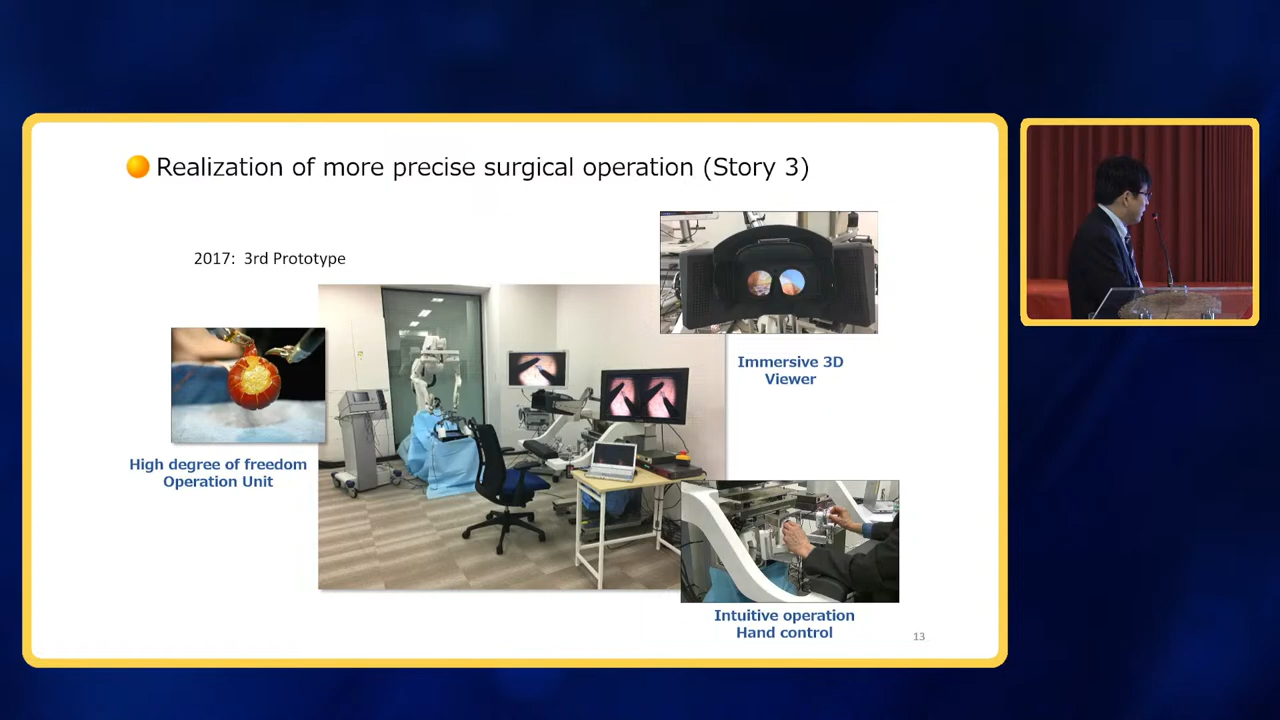 Realization of more precise surgical operation (Story 3)
2017: 3rd Prototype
Immersive 3D
Viewer
High degree of freedom
Operation Unit
Intuitive operation
Hand control
13